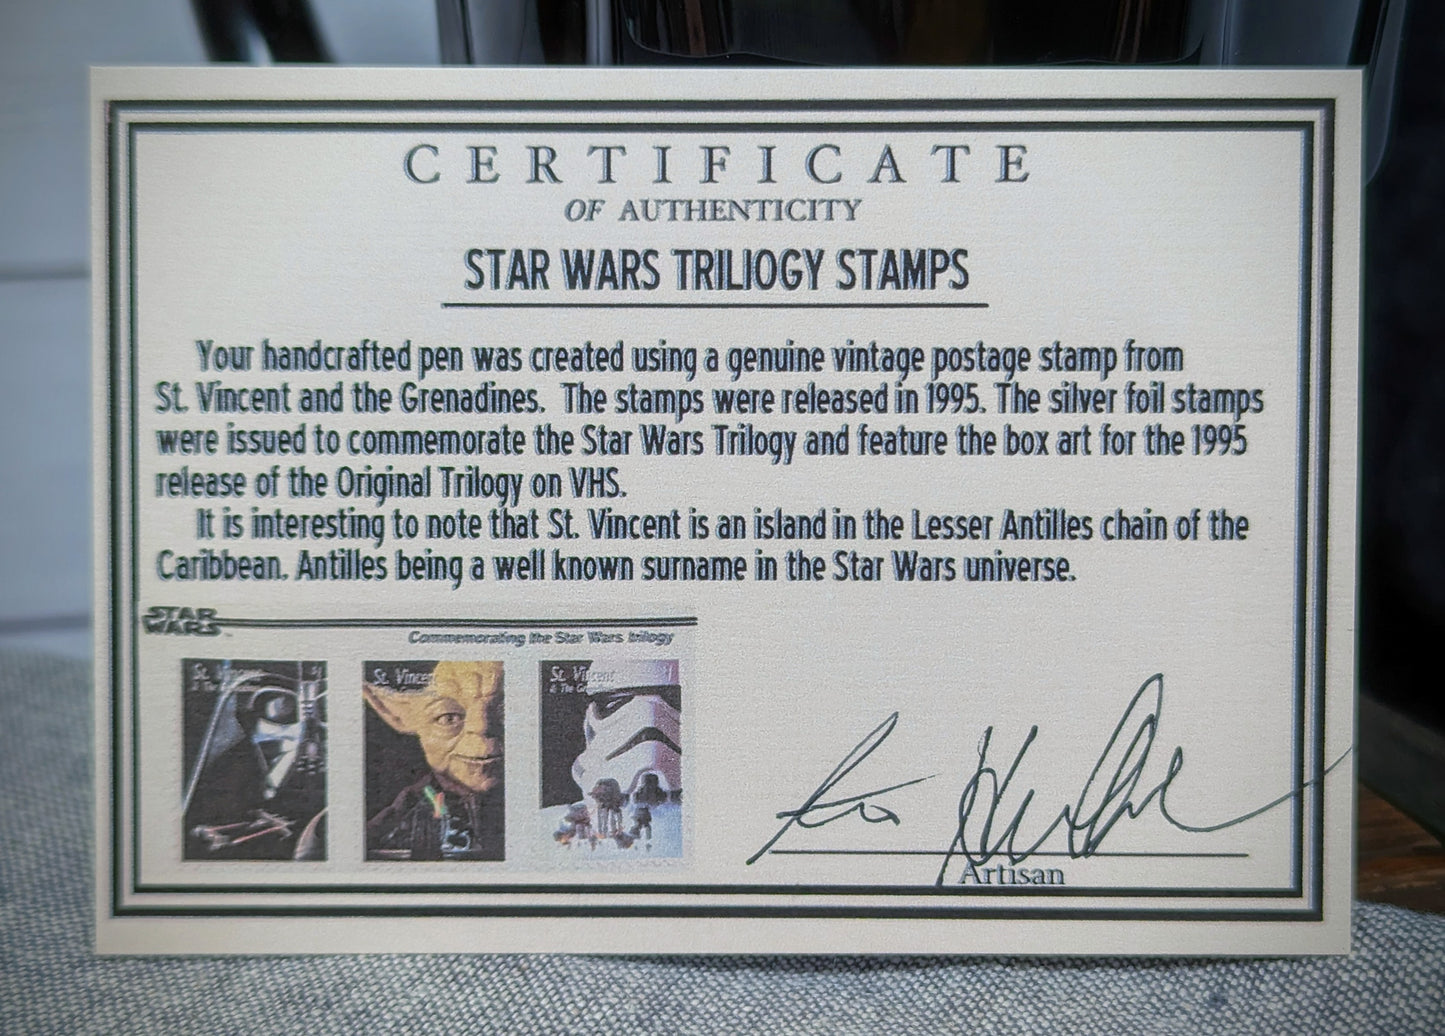 CERTIFICATE
OF AUTHENTICITY
STAR WARS TRILIOGY STAMPS
Your handcrafted pen was created using a genuine vintage postage stamp from
St. Vincent and the Grenadines. The stamps were released in 1995. The silver foil stamps
were issued to commemorate the Star Wars Trilogy and feature the box art for the 1995
release of the Original Trilogy on VHS.
It is interesting to note that St. Vincent is an island in the Lesser Antilles chain of the
Caribbean. Antilles being a well known surname in the Star Wars universe.
STAR
WARS
Commemorating the Star Wars trilogy
St. Vincent
& The
St. Vincent
St. Vincent
& The
Artisan